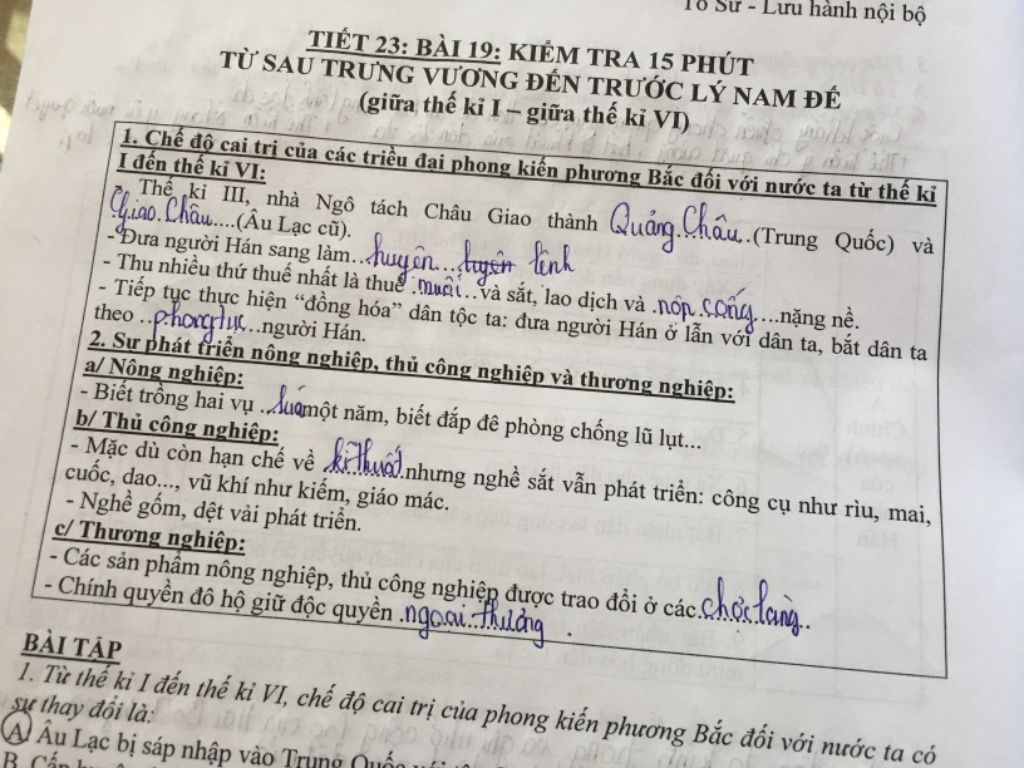 Tổ Sử - Lưu hành nội bộ
TIẾT 23: BÀI 19: KIỂM TRA 15 PHÚT
TỪ SAU TRƯNG VƯƠNG ĐẾN TRƯỚC LÝ NAM ĐẾ
(giữa thế kỉ I – giữa thế kỉ VI)
1. Chế độ cai trị của các triều đại phong kiến phương Bắc đối với nước ta từ thế kỉ
I đến thế kỉ VI:
- Thế kỉ III, nhà Ngô tách Châu Giao thành Quảng Châu (Trung Quốc) và
Giao Châu....(Âu Lạc cũ).
- Đưa người Hán sang làm...huyện lệnh
- Thu nhiều thứ thuế nhất là thuế .muối...và sắt, lao dịch và .nộp cống....nặng nề.
- Tiếp tục thực hiện “đồng hóa” dân tộc ta: đưa người Hán ở lẫn với dân ta, bắt dân ta
theo ..phong tục...người Hán.
2. Sự phát triển nông nghiệp, thủ công nghiệp và thương nghiệp:
a/ Nông nghiệp:
- Biết trồng hai vụ ..lúa một năm, biết đắp đê phòng chống lũ lụt...
b/ Thủ công nghiệp:
- Mặc dù còn hạn chế về kĩ thuật nhưng nghề sắt vẫn phát triển: công cụ như rìu, mai,
cuốc, dao..., vũ khí như kiếm, giáo mác.
- Nghề gốm, dệt vải phát triển.
c/ Thương nghiệp:
- Các sản phẩm nông nghiệp, thủ công nghiệp được trao đổi ở các chợ làng..
- Chính quyền đô hộ giữ độc quyền .ngoại thương.
BÀI TẬP
1. Từ thế kỉ I đến thế kỉ VI, chế độ cai trị của phong kiến phương Bắc đối với nước ta có
sự thay đổi là:
A/ Âu Lạc bị sáp nhập vào Trung Quốc với
B.